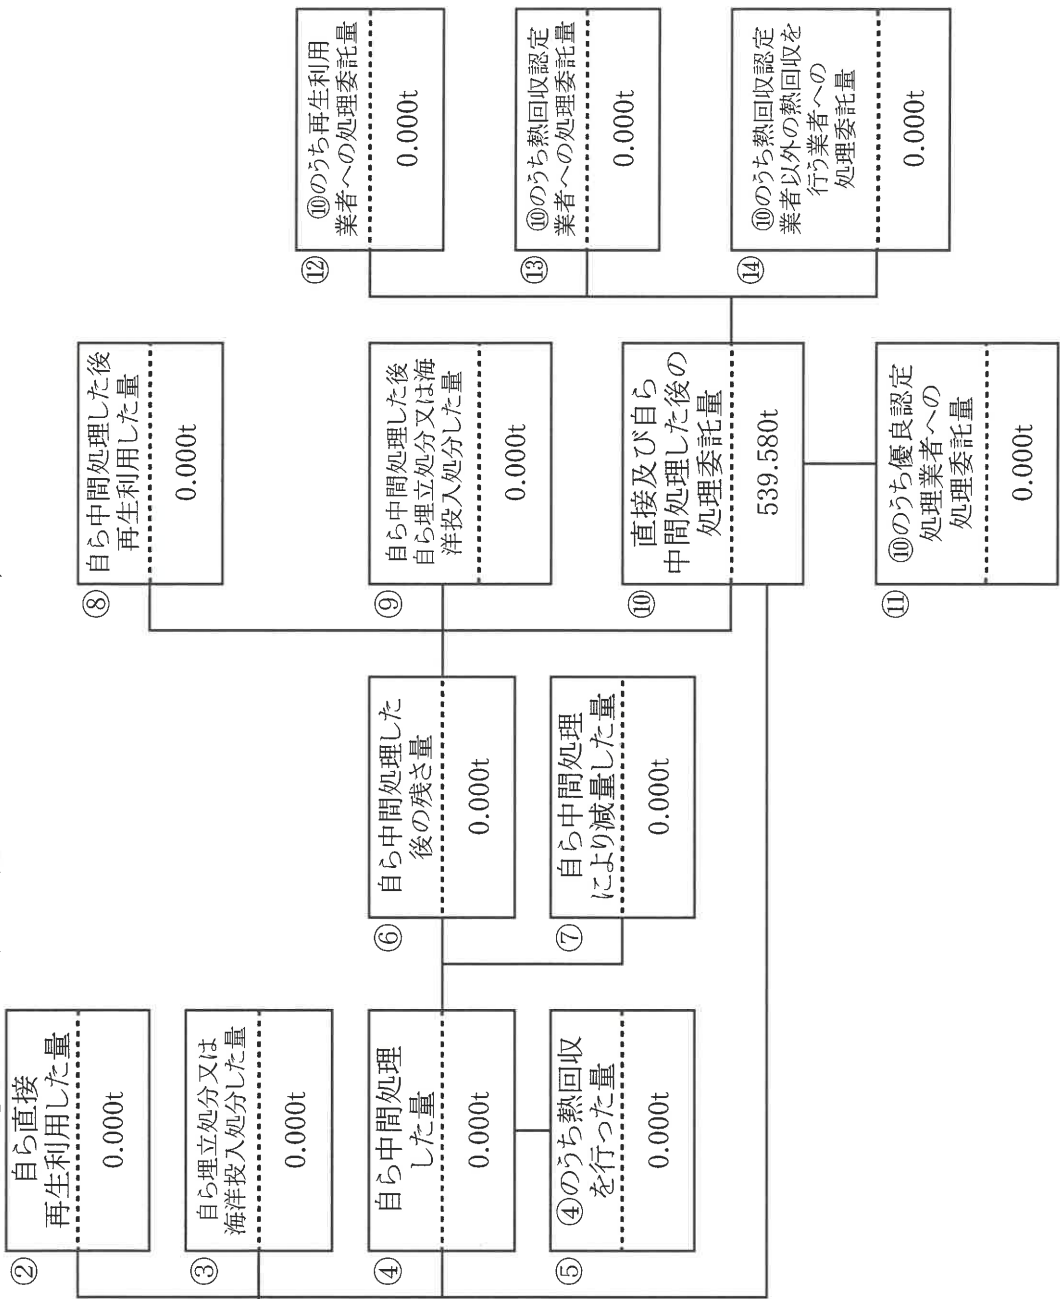 ②
自ら直接
再生利用した量
0.000t
③
自ら埋立処分又は
海洋投入処分した量
0.000t
④
自ら中間処理
した量
0.000t
⑤
④のうち熱回収
を行った量
0.000t
⑥
自ら中間処理した
後の残さ量
0.000t
⑦
自ら中間処理
により減量した量
0.000t
⑧
自ら中間処理した後
再生利用した量
0.000t
⑨
自ら中間処理した後
自ら埋立処分又は海
洋投入処分した量
0.000t
⑩
直接及び自ら
中間処理した後の
処理委託量
539.580t
⑪
⑩のうち優良認定
処理業者への
処理委託量
0.000t
⑫
⑩のうち再生利用
業者への処理委託量
0.000t
⑬
⑩のうち熱回収認定
業者への処理委託量
0.000t
⑭
⑩のうち熱回収認定
業者以外の熱回収を
行う業者への
処理委託量
0.000t